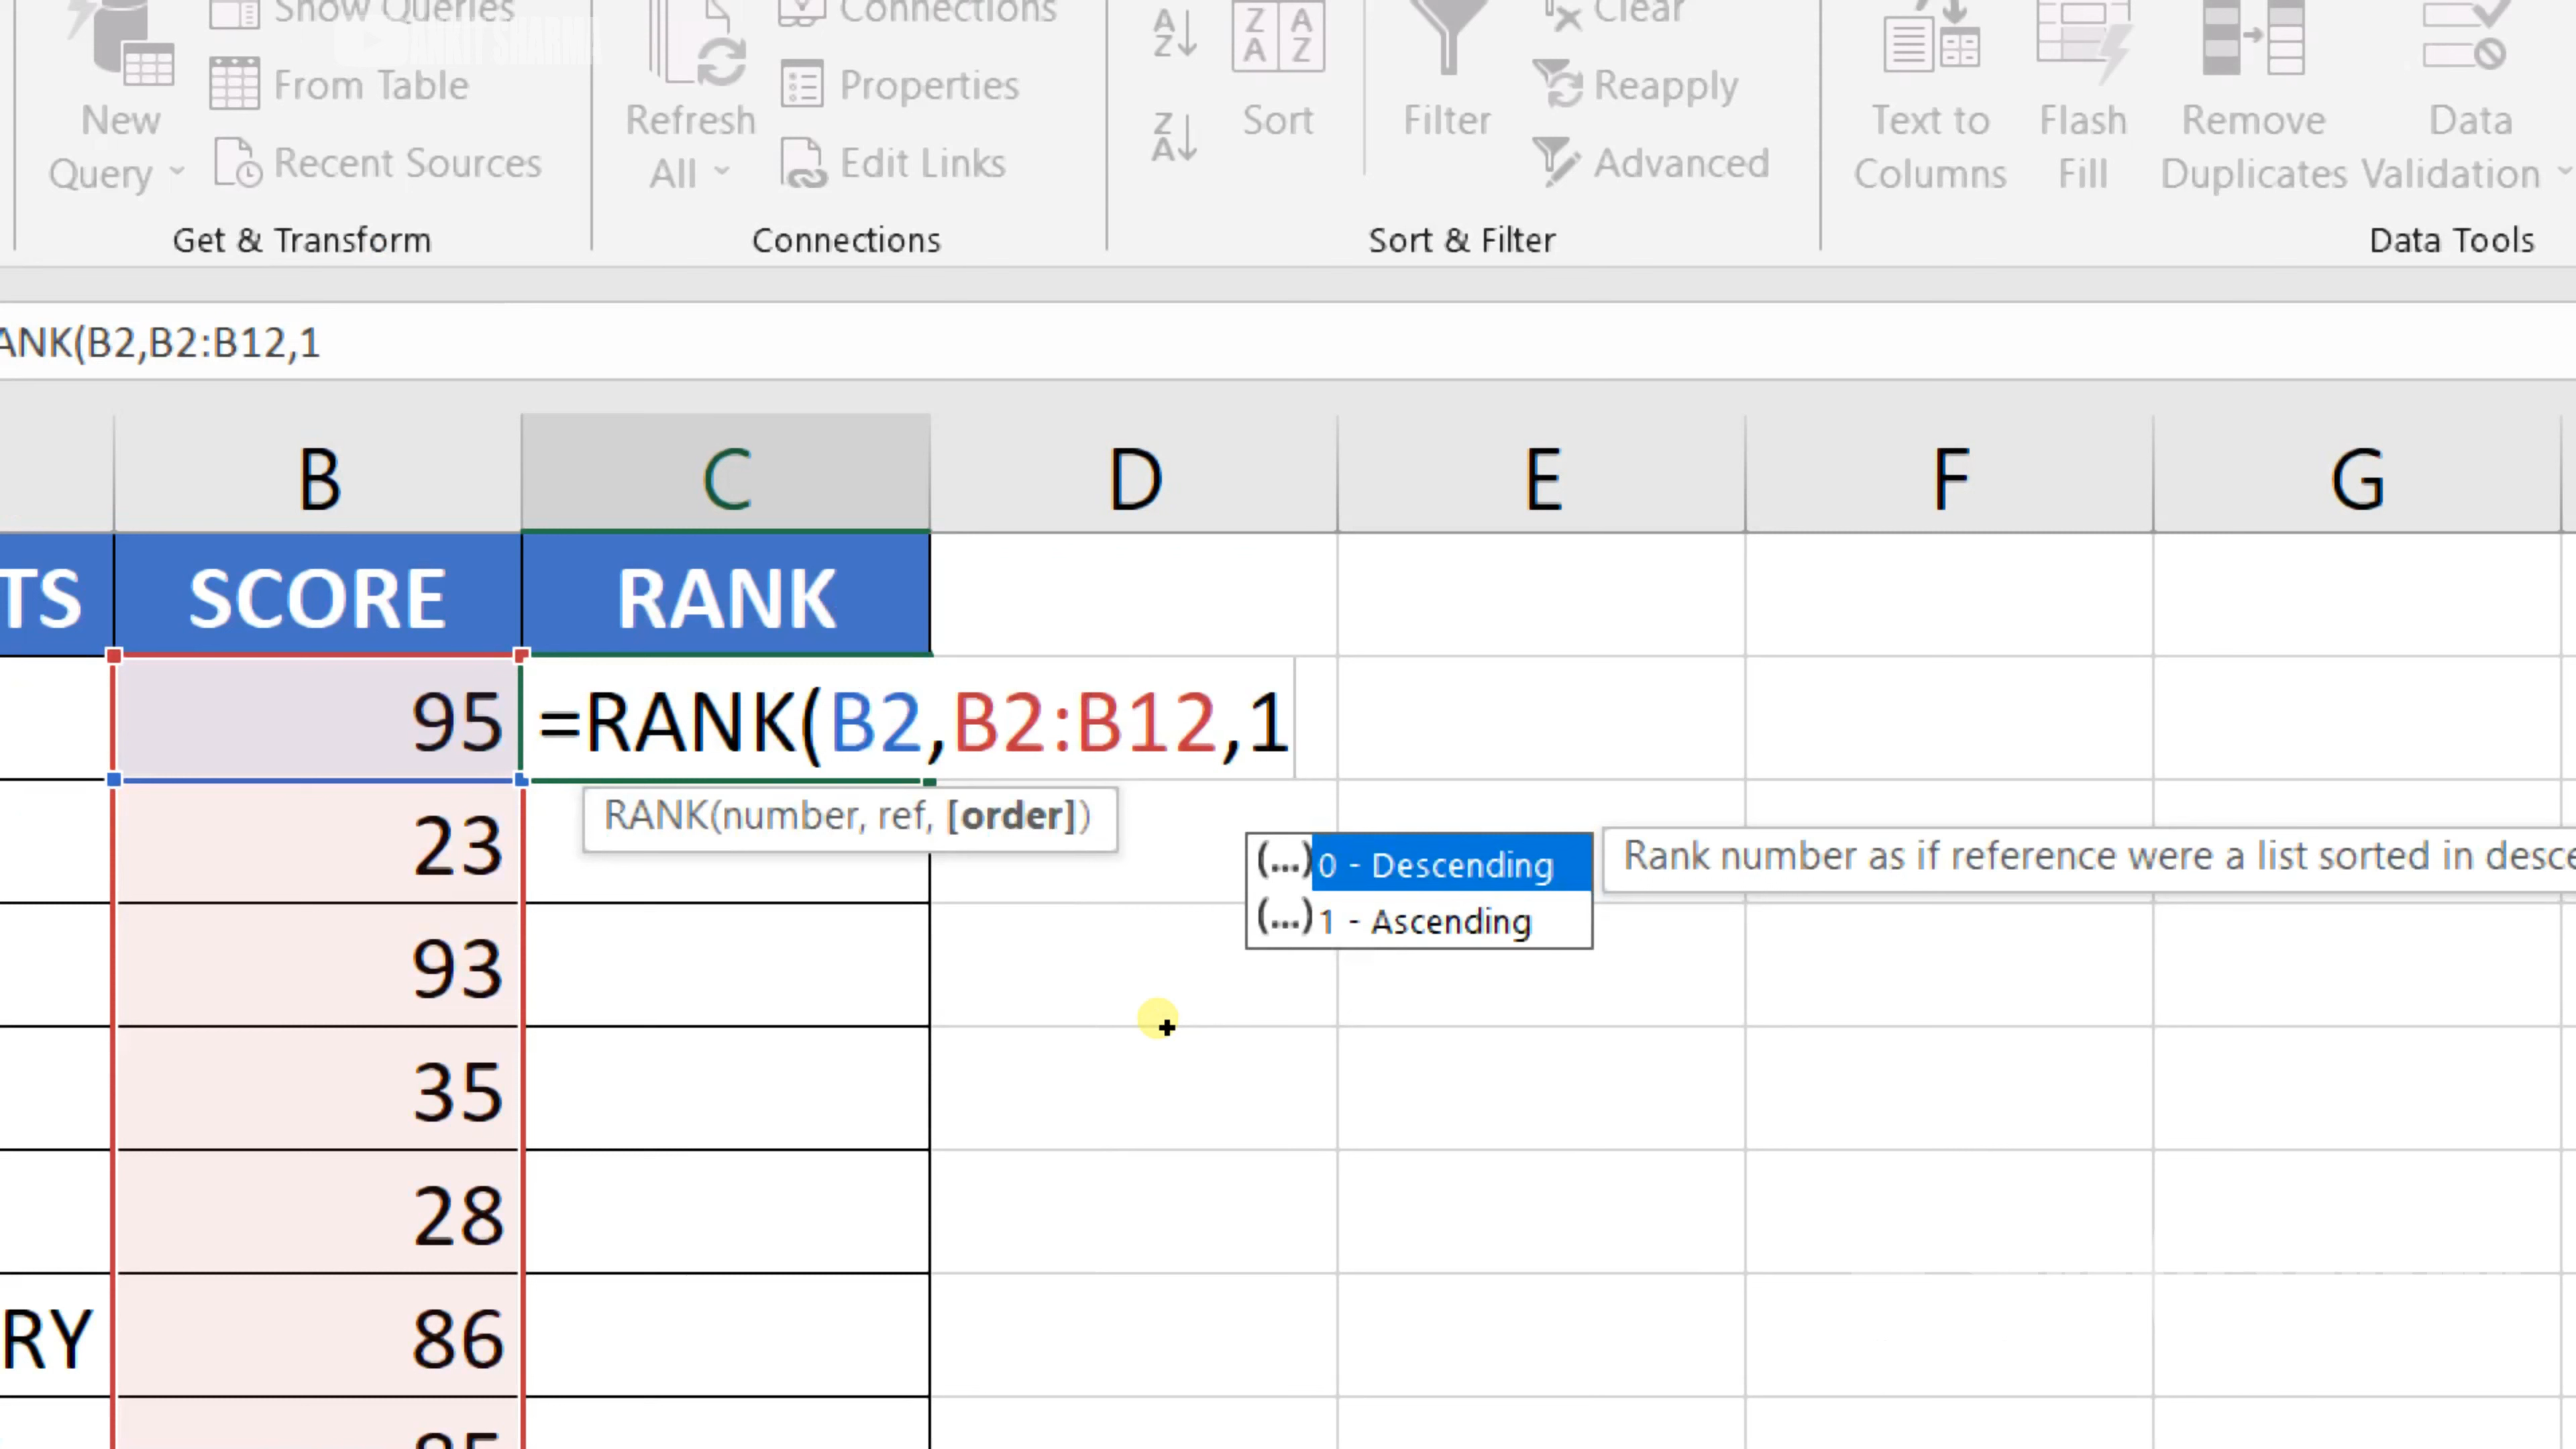 Show Queries
From Table
Recent Sources
New
Query
Get & Transform
Refresh
All
Connections
Properties
Edit Links
Connections
A
Z
Z
A
Z A
A Z
Sort
Filter
Clear
Reapply
Advanced
Sort & Filter
Text to
Columns
Flash
Fill
Remove
Duplicates
Data
Validation
Data Tools
ANK(B2,B2:B12,1
B C D E F G
TS SCORE RANK
95 =RANK(B2,B2:B12,1
RANK(number, ref, [order])
23
(...) 0 - Descending
Rank number as if reference were a list sorted in desce
(...) 1 - Ascending
93
35
28
RY 86
85